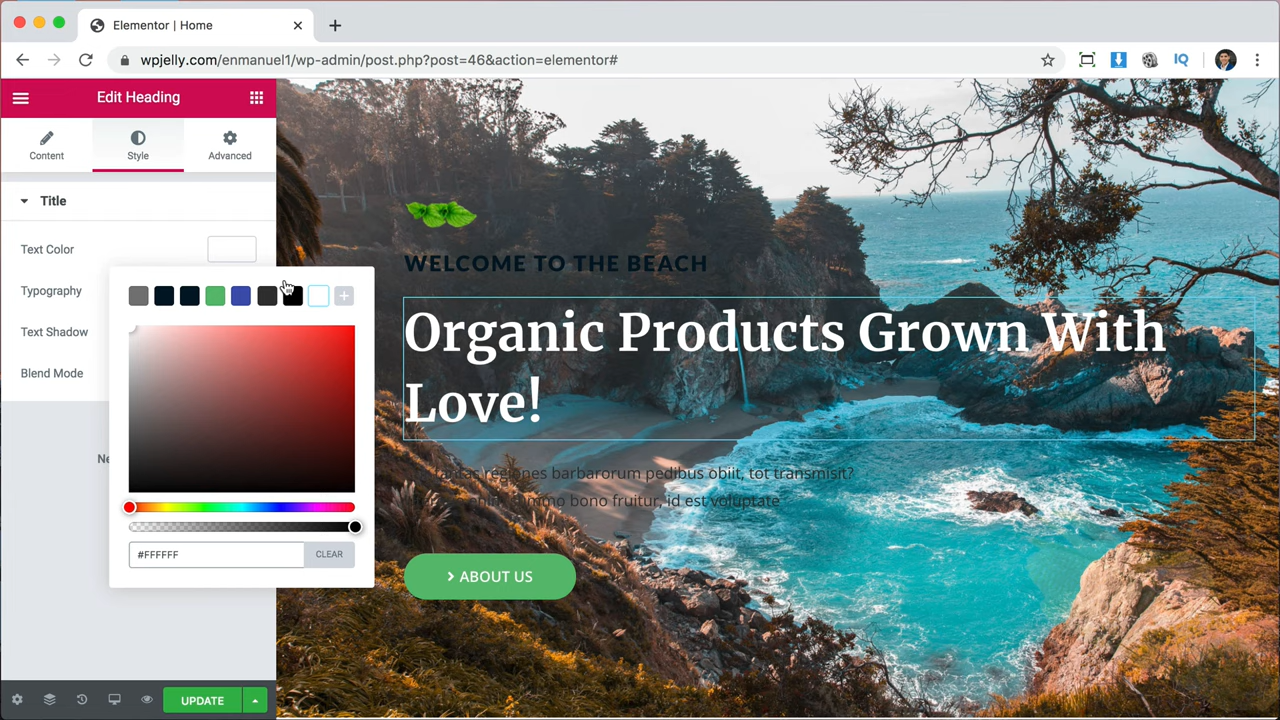 Elementor | Home
wpjelly.com/enmanuel1/wp-admin/post.php?post=46&action=elementor#
IQ
Edit Heading
Content
Style
Advanced
Title
Text Color
Typography
Text Shadow
Blend Mode
Ne
#FFFFFF
CLEAR
UPDATE
WELCOME TO THE BEACH
Organic Products Grown With
Love!
regiones barbarorum pedibus obiit, tot transmisit?
bono fruitur, id est voluptate
ABOUT US